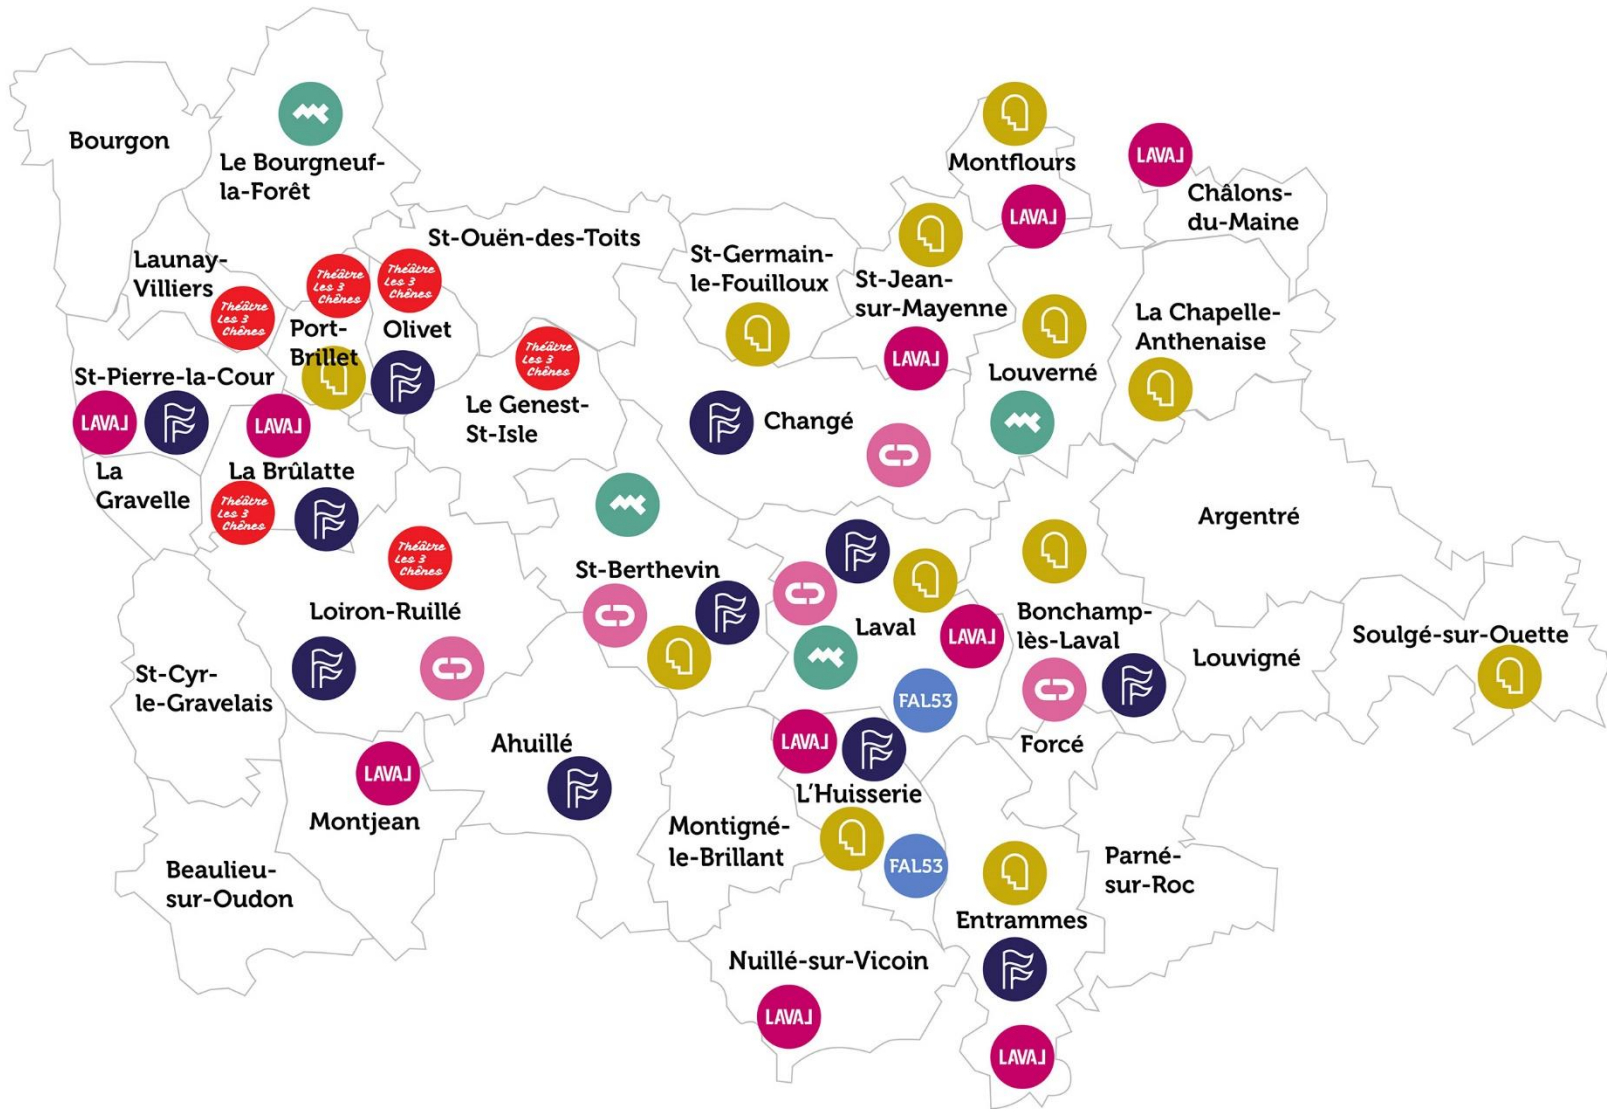 Bourgon
Le Bourgneuf-
la-Forêt
Montflours
LAVAL
Châlons-
du-Maine
LAVAL
St-Ouën-des-Toits
St-Germain-
le-Fouilloux
St-Jean-
sur-Mayenne
LAVAL
Launay-
Villiers
Théâtre
Les 3
Chênes
Théâtre
Les 3
Chênes
Port-
Brillet
Théâtre
Les 3
Chênes
Olivet
Théâtre
Les 3
Chênes
Le Genest-
St-Isle
Louverné
La Chapelle-
Anthenaise
St-Pierre-la-Cour
LAVAL
LAVAL
La Brûlatte
Théâtre
Les 3
Chênes
La
Gravelle
Changé
Argentré
Théâtre
Les 3
Chênes
Loiron-Ruillé
St-Berthevin
Laval
LAVAL
FAL53
Bonchamp-
lès-Laval
Louvigné
Soulgé-sur-Ouette
St-Cyr-
le-Gravelais
Ahuillé
LAVAL
L'Huisserie
FAL53
Forcé
LAVAL
Montjean
Montigné-
le-Brillant
Beaulieu-
sur-Oudon
Parné-
sur-Roc
Entrammes
LAVAL
Nuillé-sur-Vicoin
LAVAL